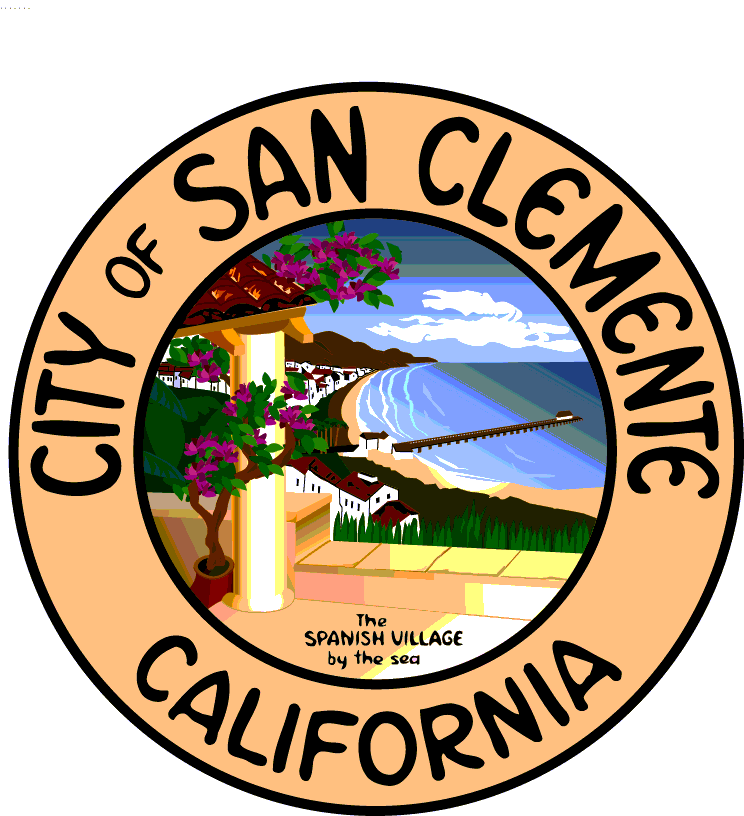 CITY OF SAN CLEMENTE
The
SPANISH VILLAGE
by the sea
CALIFORNIA